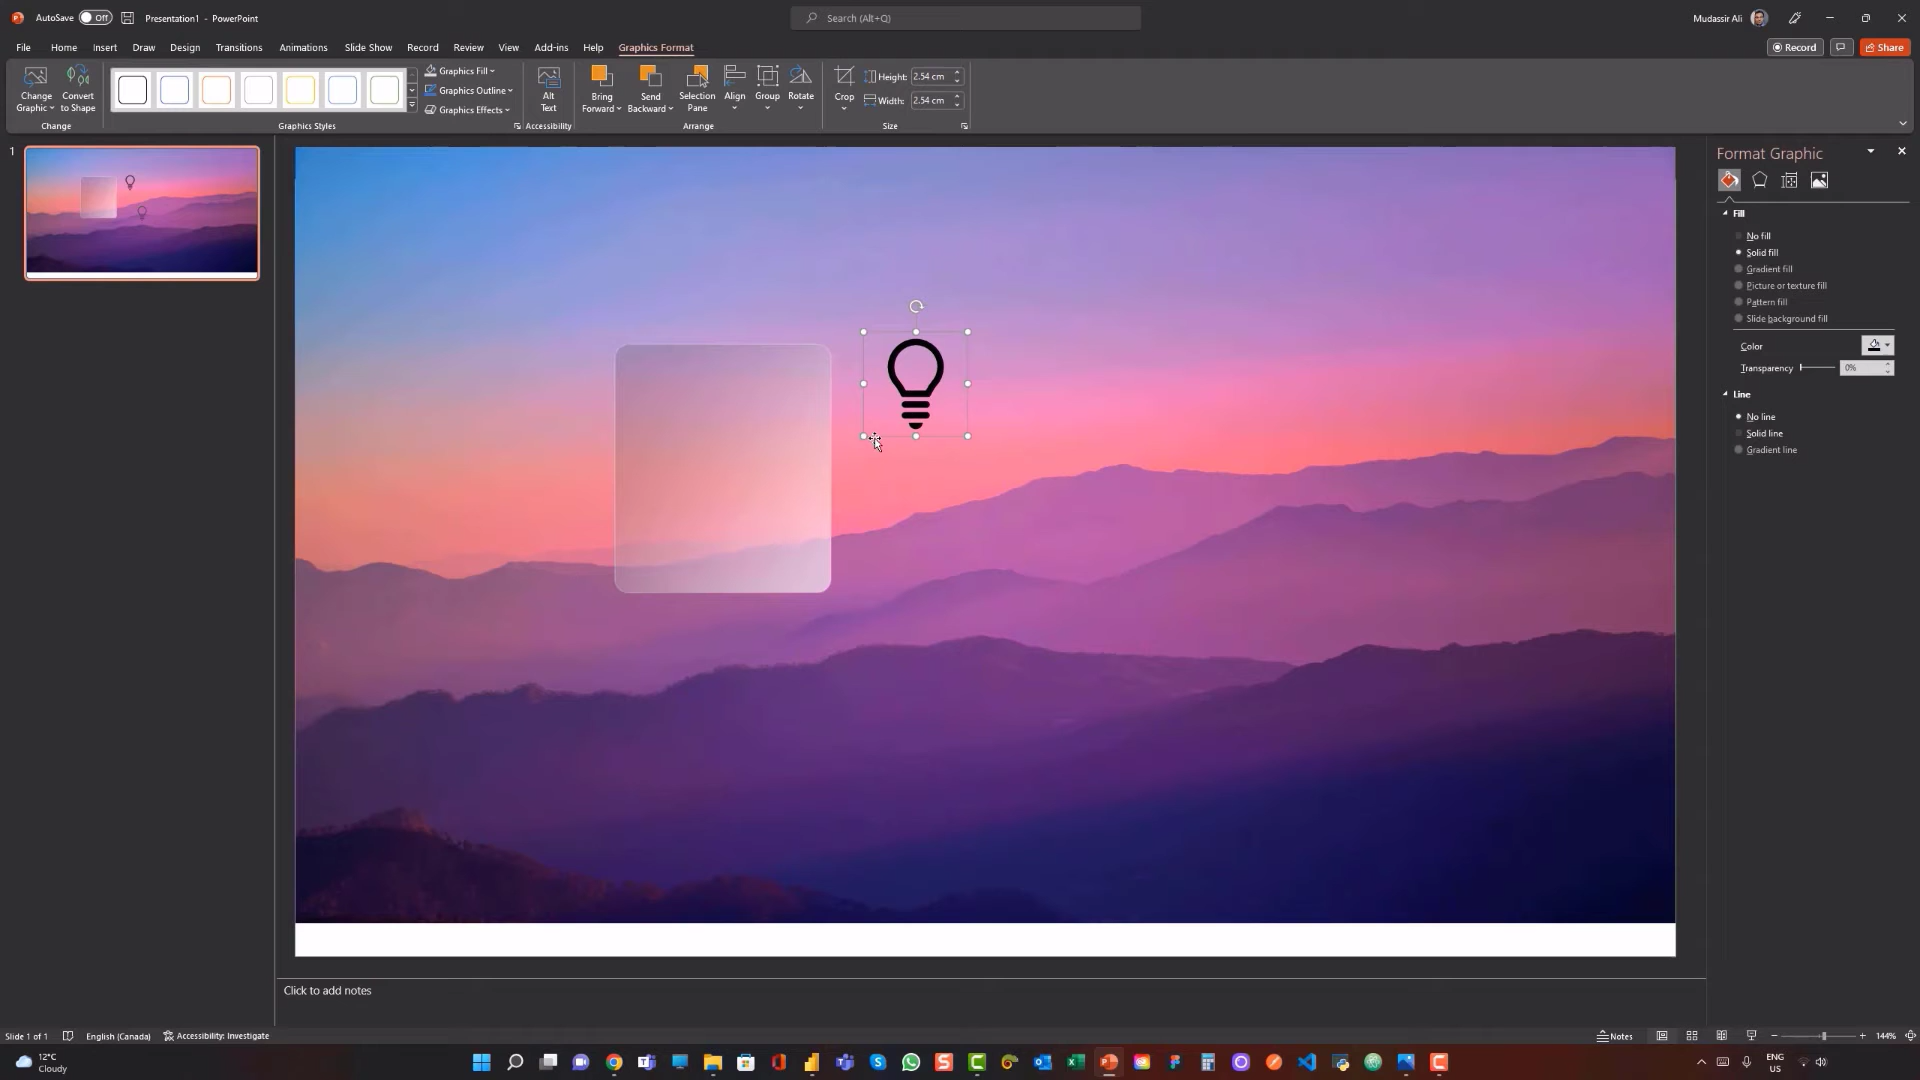 AutoSave Off Presentation1 - PowerPoint Search (Alt+Q) Mudassir Ali
File Home Insert Draw Design Transitions Animations Slide Show Record Review View Add-ins Help Graphics Format Record Share
Change Graphic
Convert to Shape
Change
Graphics Fill
Graphics Outline
Graphics Effects
Graphics Styles
Alt Text
Accessibility
Bring Forward
Send Backward
Selection Pane
Align
Group
Rotate
Arrange
Crop
Height: 2.54 cm
Width: 2.54 cm
Size
1
Format Graphic
Fill
No fill
Solid fill
Gradient fill
Picture or texture fill
Pattern fill
Slide background fill
Color
Transparency 0%
Line
No line
Solid line
Gradient line
Click to add notes
Slide 1 of 1 English (Canada) Accessibility: Investigate Notes 144%
12°C
Cloudy
ENG
US